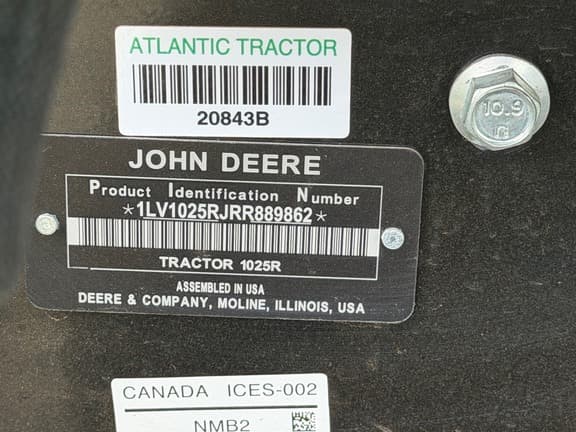 ATLANTIC TRACTOR
20843B
10.9
JOHN DEERE
Product Identification Number
*1LV1025RJRR889862*
TRACTOR 1025R
ASSEMBLED IN USA
DEERE & COMPANY, MOLINE, ILLINOIS, USA
CANADA ICES-002
NMB2